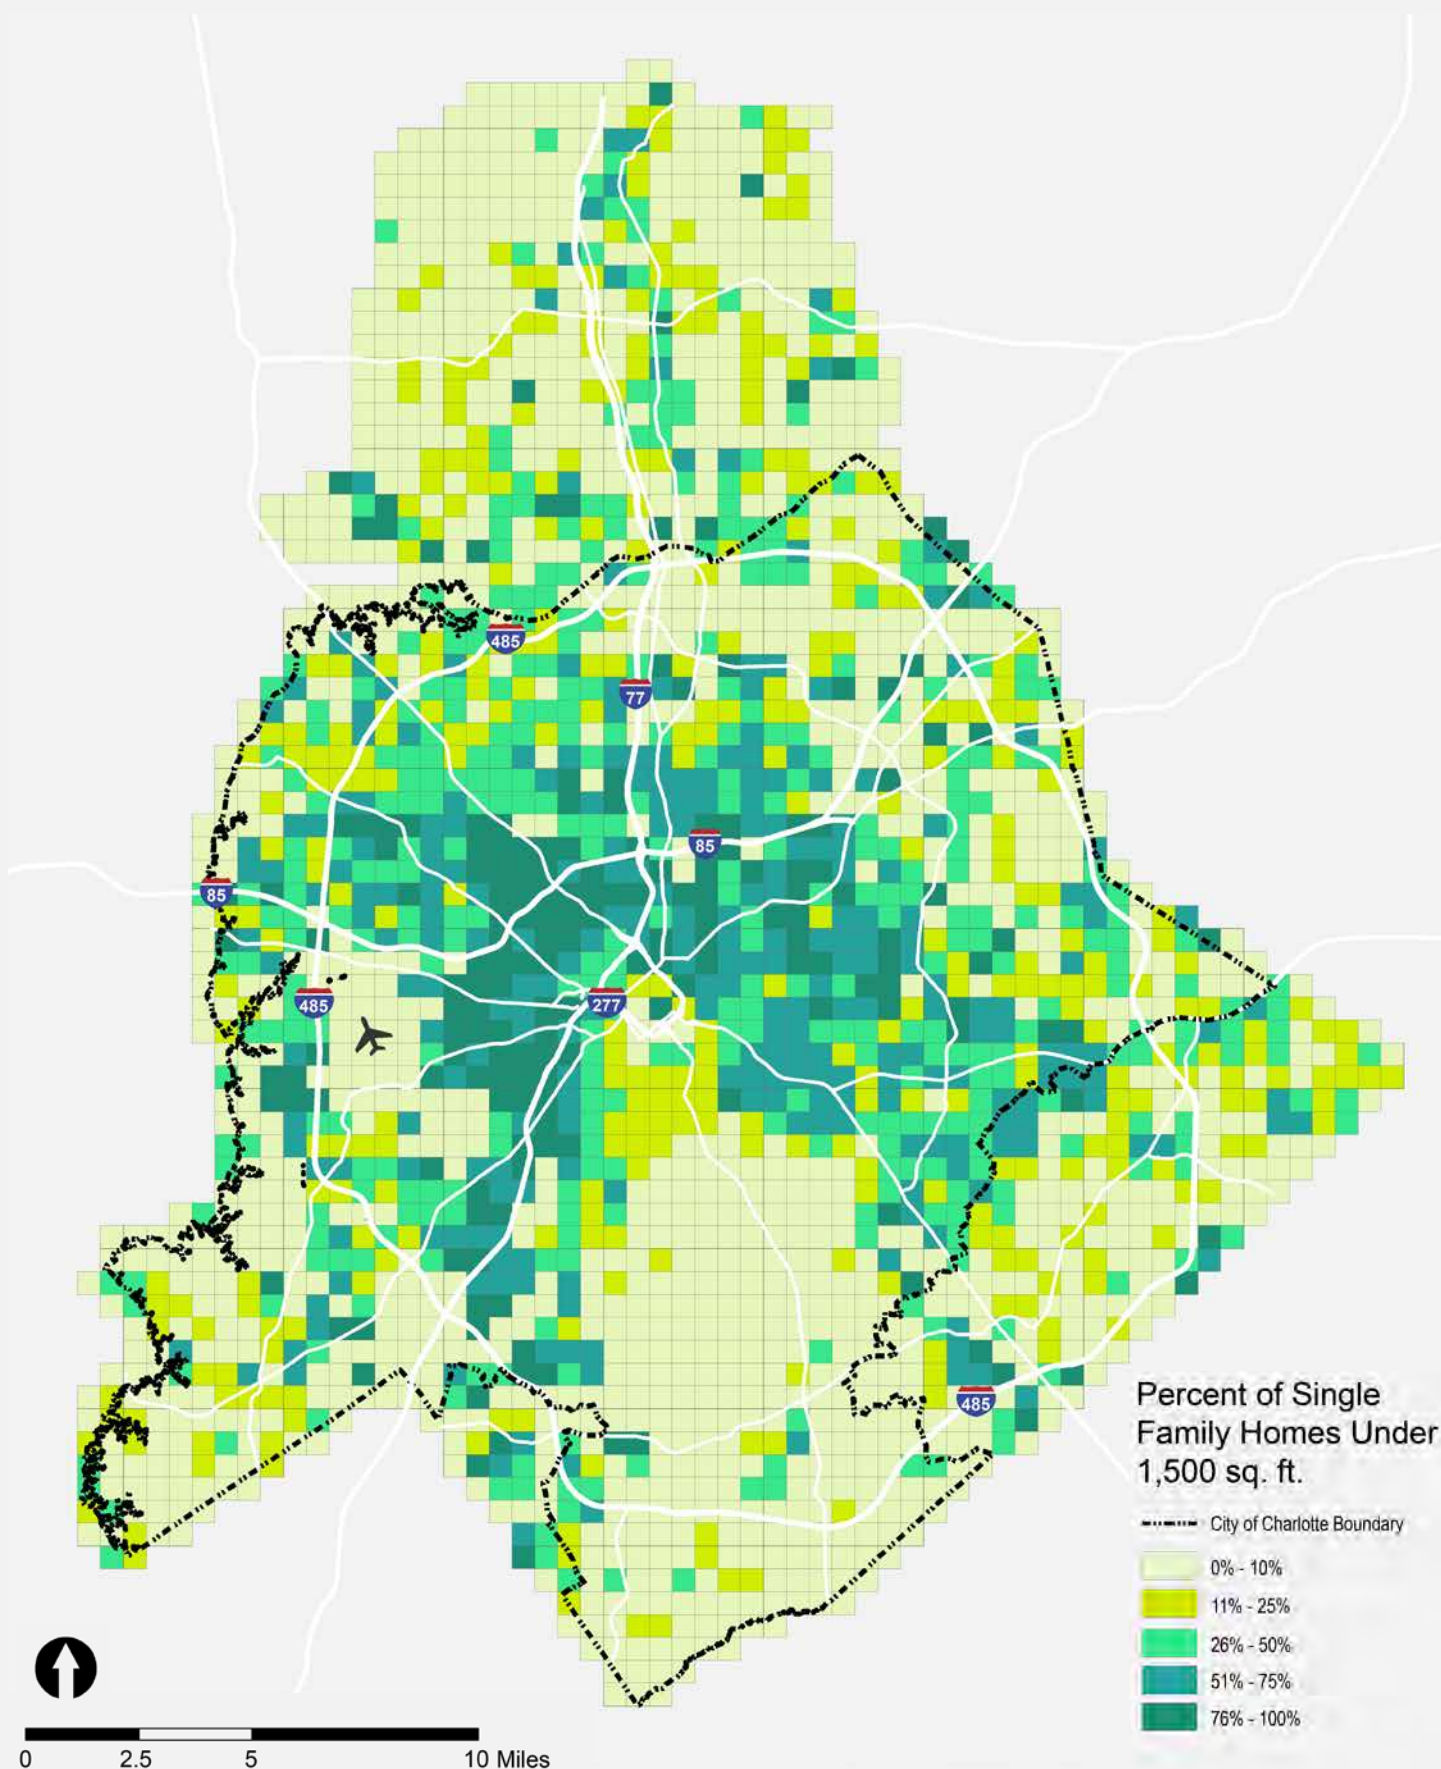 485
77
85
85
485
277
485
Percent of Single
Family Homes Under
1,500 sq. ft.
City of Charlotte Boundary
0% - 10%
11% - 25%
26% - 50%
51% - 75%
76% - 100%
0 2.5 5 10 Miles